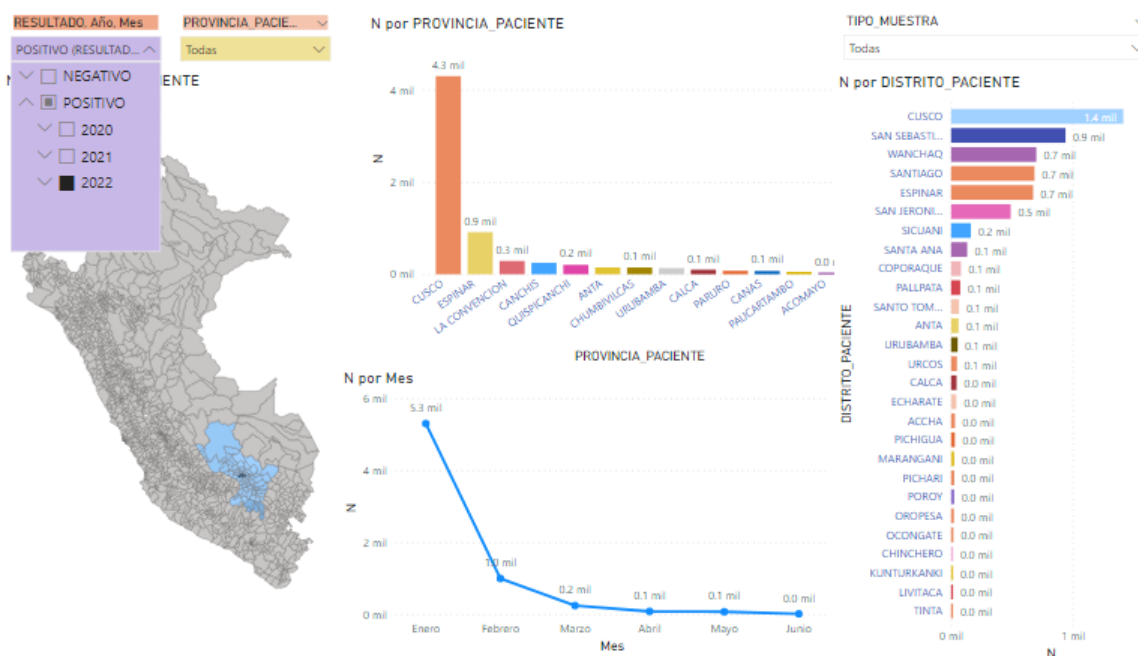 RESULTADO, Año, Mes
POSITIVO (RESULTAD...
NEGATIVO
POSITIVO
2020
2021
2022
ENTE
PROVINCIA_PACIE...
Todas
N por PROVINCIA_PACIENTE
4.3 mil
4 mil
N
2 mil
0.9 mil
0.3 mil
0.2 mil
0.1 mil
0.1 mil
0.1 mil
0 mil
CUSCO
ESPINAR
LA CONVENCION
CANCHIS
QUISPICANCHI
ANTA
CHUMBIVILCAS
URUBAMBA
CALCA
PARURO
CANAS
PAUCARTAMBO
ACOMAYO
PROVINCIA_PACIENTE
N por Mes
6 mil
5.3 mil
4 mil
N
2 mil
1.0 mil
0.2 mil
0.1 mil
0.1 mil
0.0 mil
0 mil
Enero
Febrero
Marzo
Abril
Mayo
Junio
Mes
TIPO_MUESTRA
Todas
N por DISTRITO_PACIENTE
DISTRITO_PACIENTE
CUSCO 1.4 mil
SAN SEBASTI... 0.9 mil
WANCHAQ 0.7 mil
SANTIAGO 0.7 mil
ESPINAR 0.7 mil
SAN JERONI... 0.5 mil
SICUANI 0.2 mil
SANTA ANA 0.1 mil
COPORAQUE 0.1 mil
PALLPATA 0.1 mil
SANTO TOM... 0.1 mil
ANTA 0.1 mil
URUBAMBA 0.1 mil
URCOS 0.1 mil
CALCA 0.0 mil
ECHARATE 0.0 mil
ACCHA 0.0 mil
PICHIGUA 0.0 mil
MARANGANI 0.0 mil
PICHARI 0.0 mil
POROY 0.0 mil
OROPESA 0.0 mil
OCONGATE 0.0 mil
CHINCHERO 0.0 mil
KUNTURKANKI 0.0 mil
LIVITACA 0.0 mil
TINTA 0.0 mil
0 mil
1 mil
N